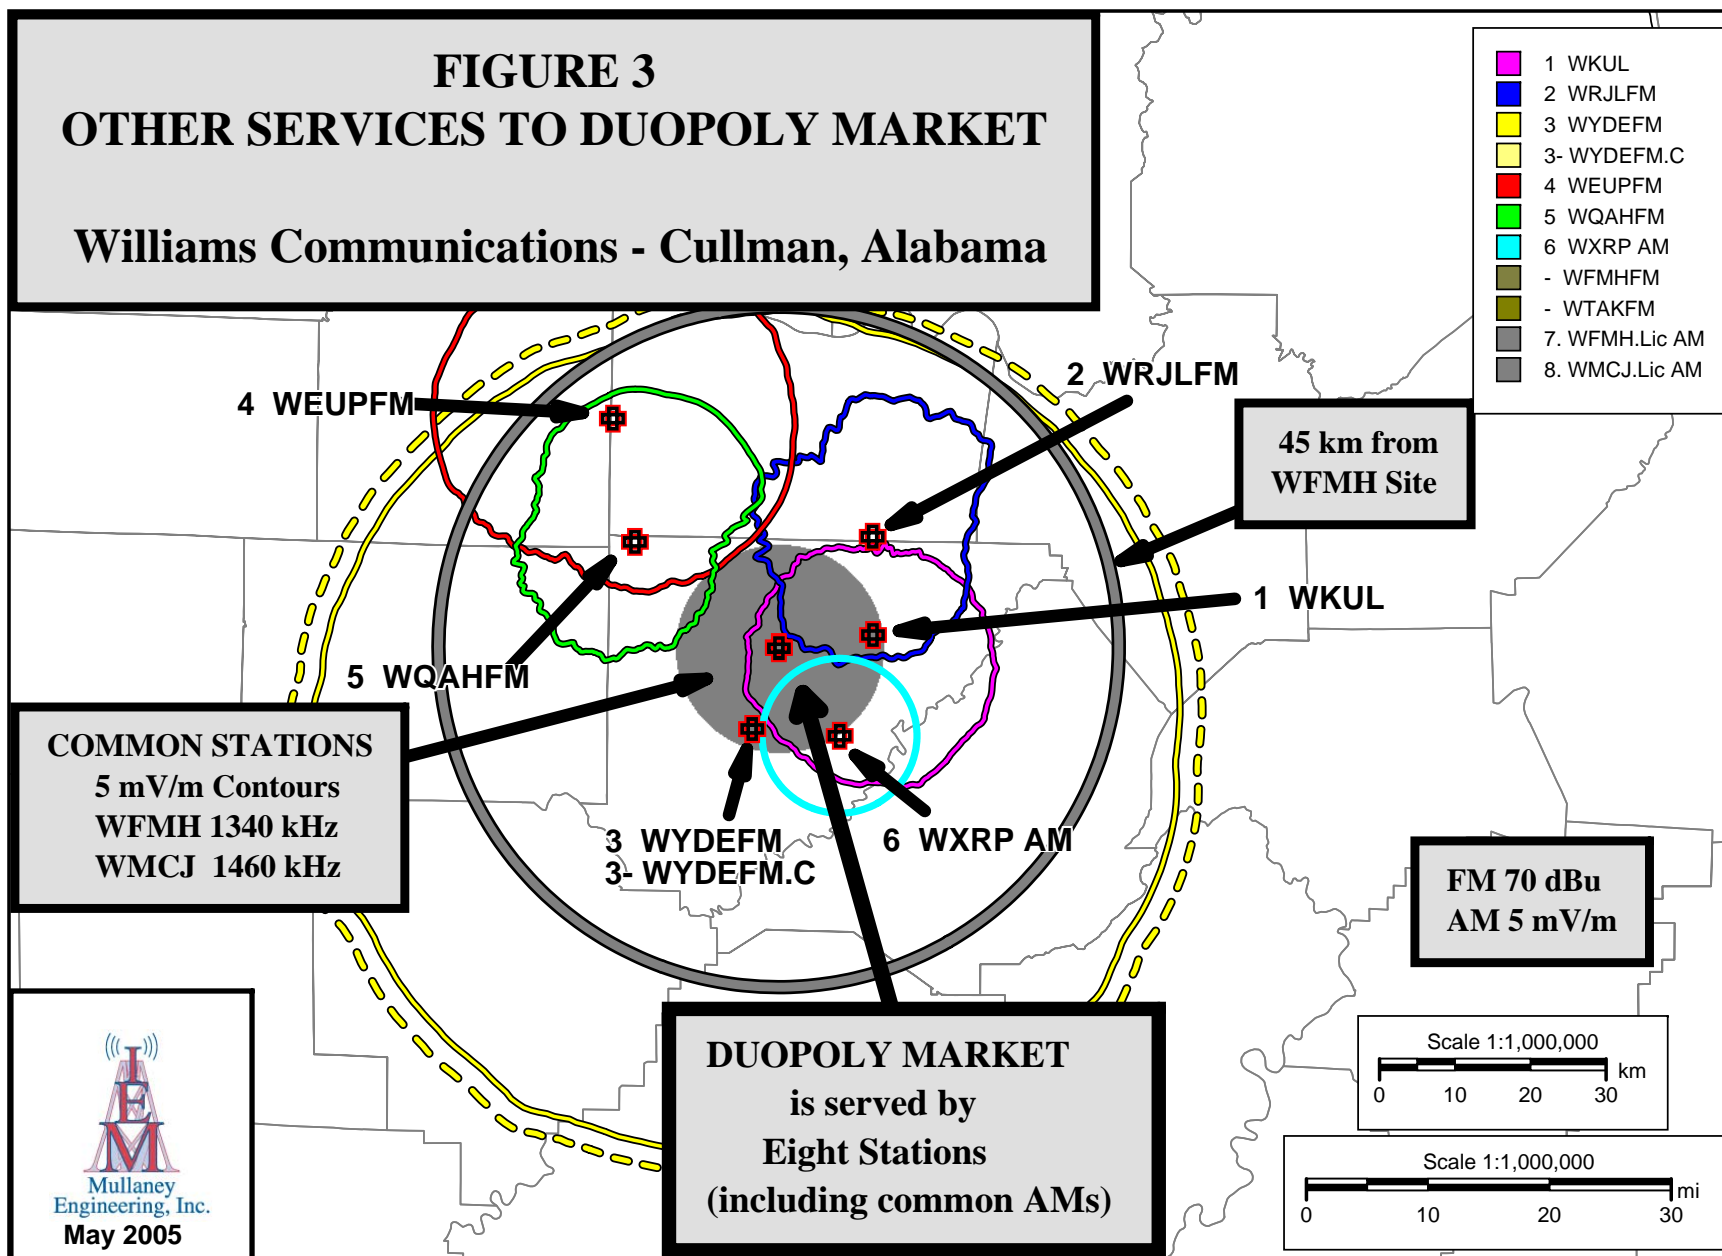 FIGURE 3
OTHER SERVICES TO DUOPOLY MARKET
Williams Communications - Cullman, Alabama
1 WKUL
2 WRJLFM
3 WYDEFM
3- WYDEFM.C
4 WEUPFM
5 WQAHFM
6 WXRP AM
- WFMHFM
- WTAKFM
7. WFMH.Lic AM
8. WMCJ.Lic AM
2 WRJLFM
4 WEUPFM
45 km from
WFMH Site
1 WKUL
5 WQAHFM
COMMON STATIONS
5 mV/m Contours
WFMH 1340 kHz
WMCJ 1460 kHz
3 WYDEFM
3- WYDEFM.C
6 WXRP AM
FM 70 dBu
AM 5 mV/m
DUOPOLY MARKET
is served by
Eight Stations
(including common AMs)
Scale 1:1,000,000
km
0 10 20 30
Scale 1:1,000,000
mi
0 10 20 30
IEM
Mullaney
Engineering, Inc.
May 2005